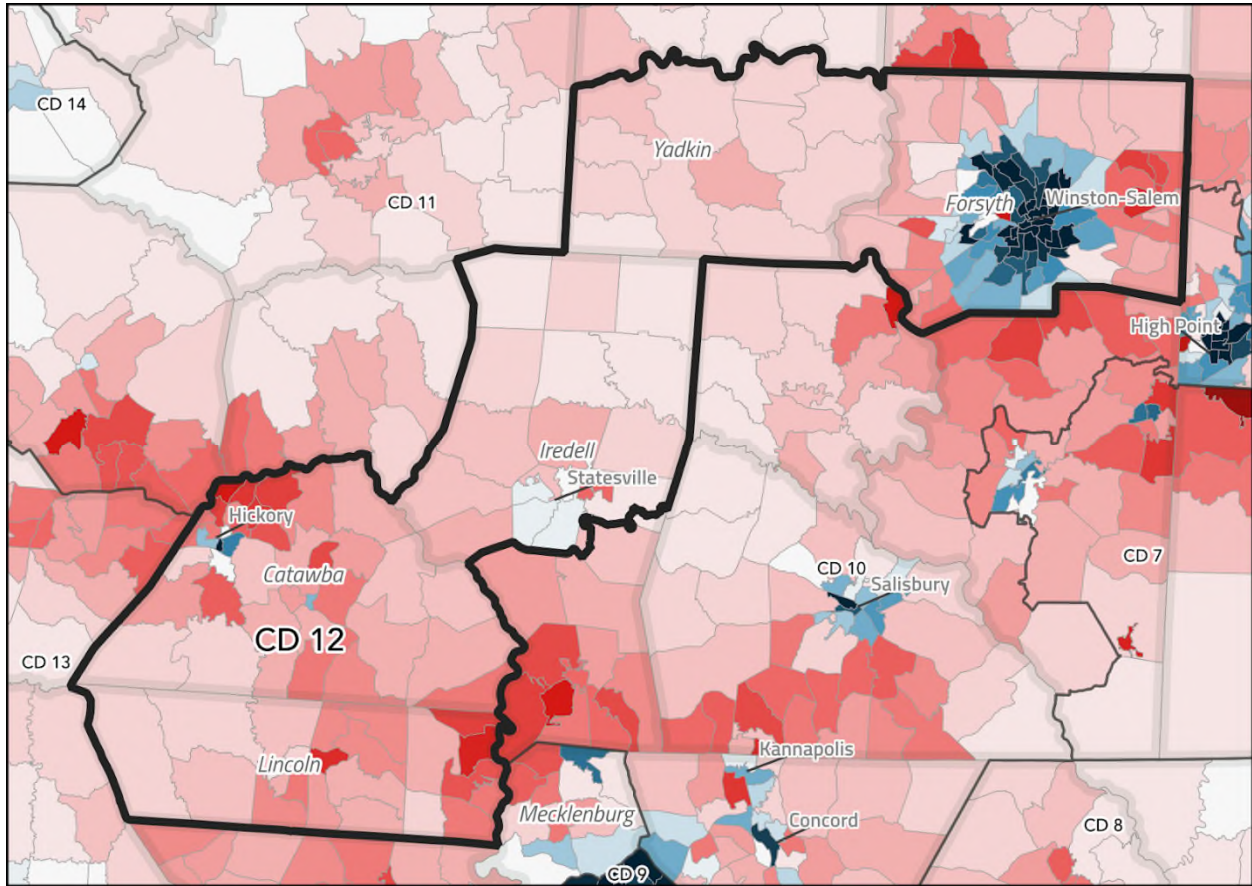 CD 14
CD 11
Yadkin
Forsyth
Winston-Salem
High Point
Iredell
Statesville
Hickory
Catawba
CD 12
CD 13
CD 10
Salisbury
CD 7
Lincoln
Kannapolis
Mecklenburg
Concord
CD 8
CD 9